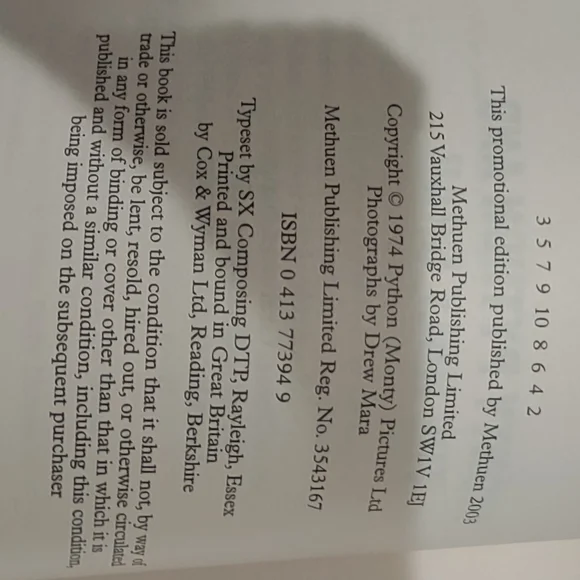 3 5 7 9 10 8 6 4 2
This promotional edition published by Methuen 2003
Methuen Publishing Limited
215 Vauxhall Bridge Road, London SW1V 1EJ
Copyright © 1974 Python (Monty) Pictures Ltd
Photographs by Drew Mara
Methuen Publishing Limited Reg. No. 3543167
ISBN 0 413 77394 9
Typeset by SX Composing DTP, Rayleigh, Essex
Printed and bound in Great Britain
by Cox & Wyman Ltd, Reading, Berkshire
This book is sold subject to the condition that it shall not, by way of
trade or otherwise, be lent, resold, hired out, or otherwise circulated
in any form of binding or cover other than that in which it is
published and without a similar condition, including this condition,
being imposed on the subsequent purchaser